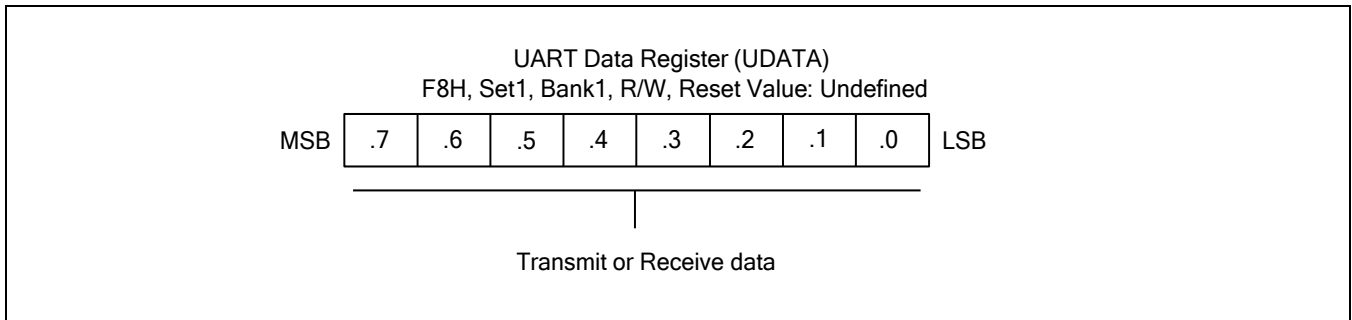 UART Data Register (UDATA)
F8H, Set1, Bank1, R/W, Reset Value: Undefined
MSB .7 .6 .5 .4 .3 .2 .1 .0 LSB
Transmit or Receive data